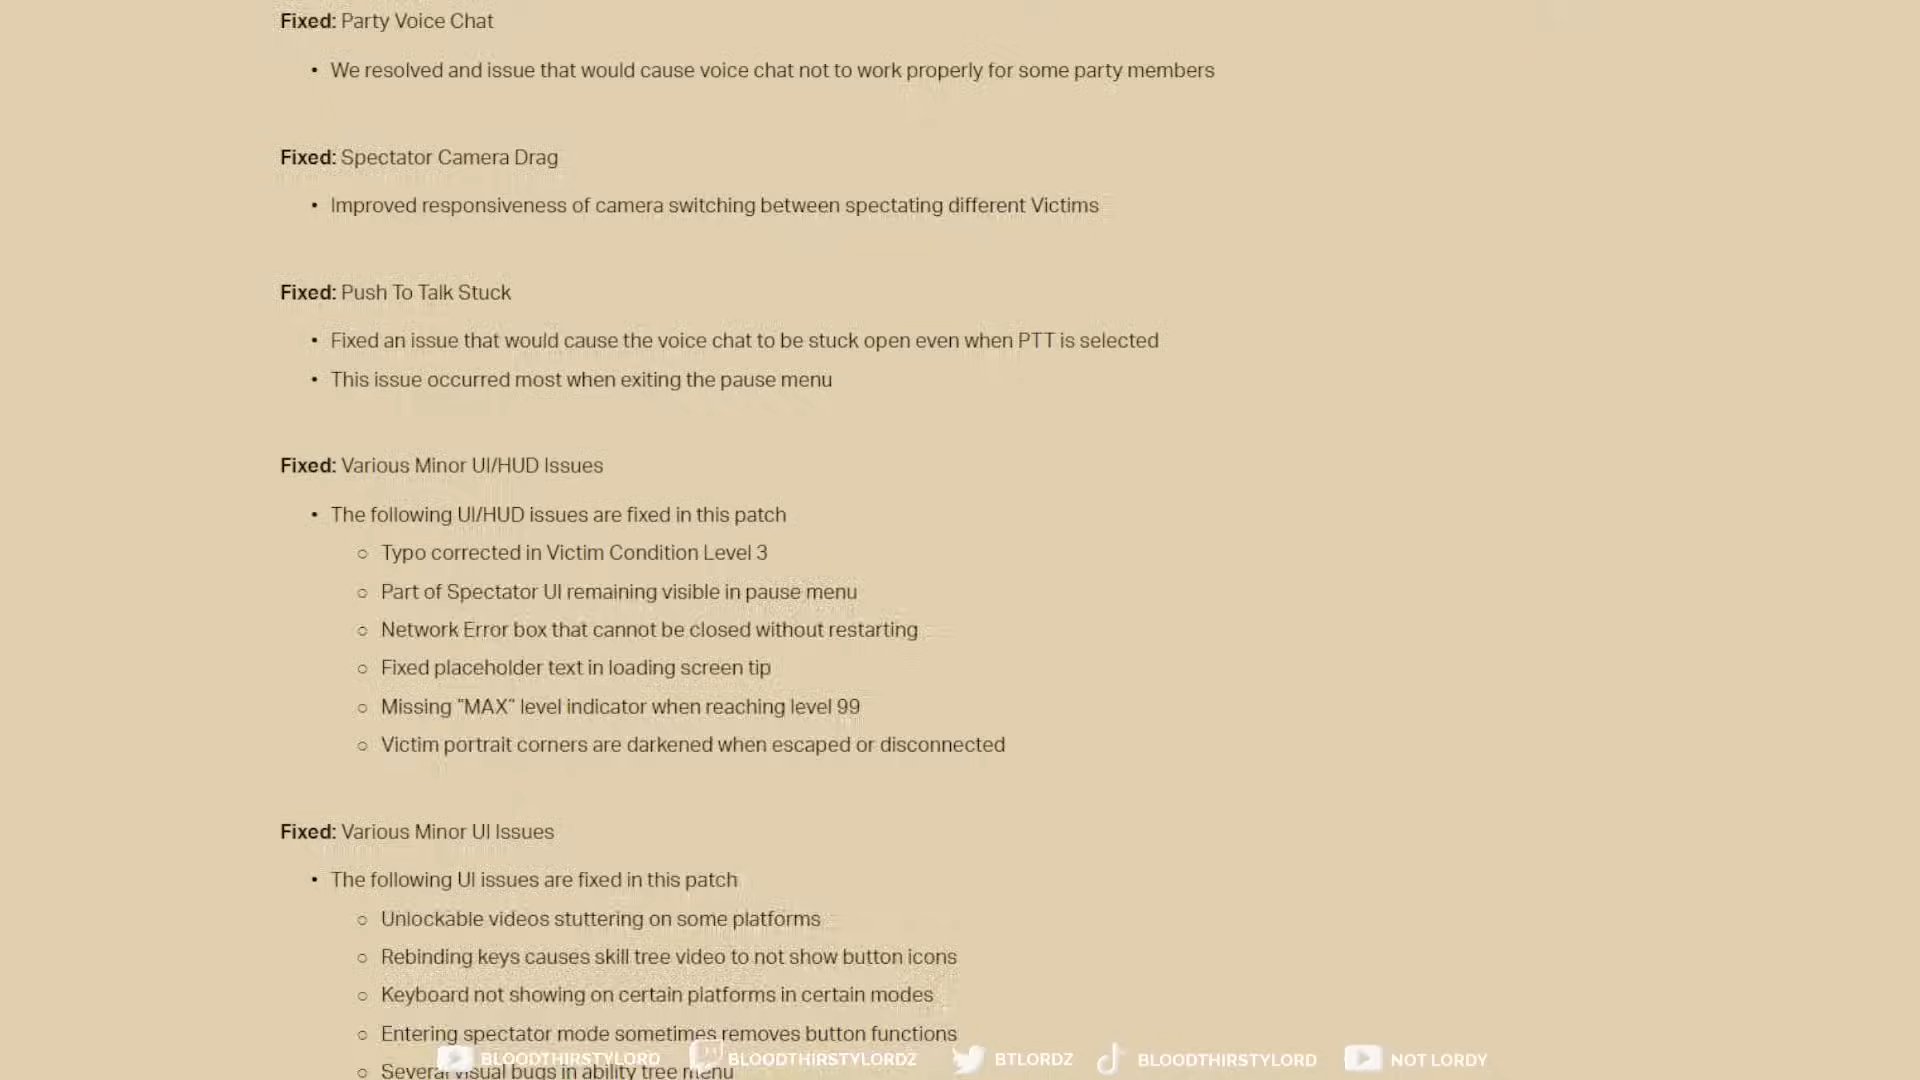 Fixed: Party Voice Chat
• We resolved and issue that would cause voice chat not to work properly for some party members
Fixed: Spectator Camera Drag
• Improved responsiveness of camera switching between spectating different Victims
Fixed: Push To Talk Stuck
• Fixed an issue that would cause the voice chat to be stuck open even when PTT is selected
• This issue occurred most when exiting the pause menu
Fixed: Various Minor UI/HUD Issues
• The following UI/HUD issues are fixed in this patch
○ Typo corrected in Victim Condition Level 3
○ Part of Spectator UI remaining visible in pause menu
○ Network Error box that cannot be closed without restarting
○ Fixed placeholder text in loading screen tip
○ Missing "MAX" level indicator when reaching level 99
○ Victim portrait corners are darkened when escaped or disconnected
Fixed: Various Minor UI Issues
• The following UI issues are fixed in this patch
○ Unlockable videos stuttering on some platforms
○ Rebinding keys causes skill tree video to not show button icons
○ Keyboard not showing on certain platforms in certain modes
○ Entering spectator mode sometimes removes button functions
BLOODTHIRSTYLORD BLOODTHIRSTYLORDZ BTLORDZ BLOODTHIRSTYLORD NOT LORDY
○ Several visual bugs in ability tree menu